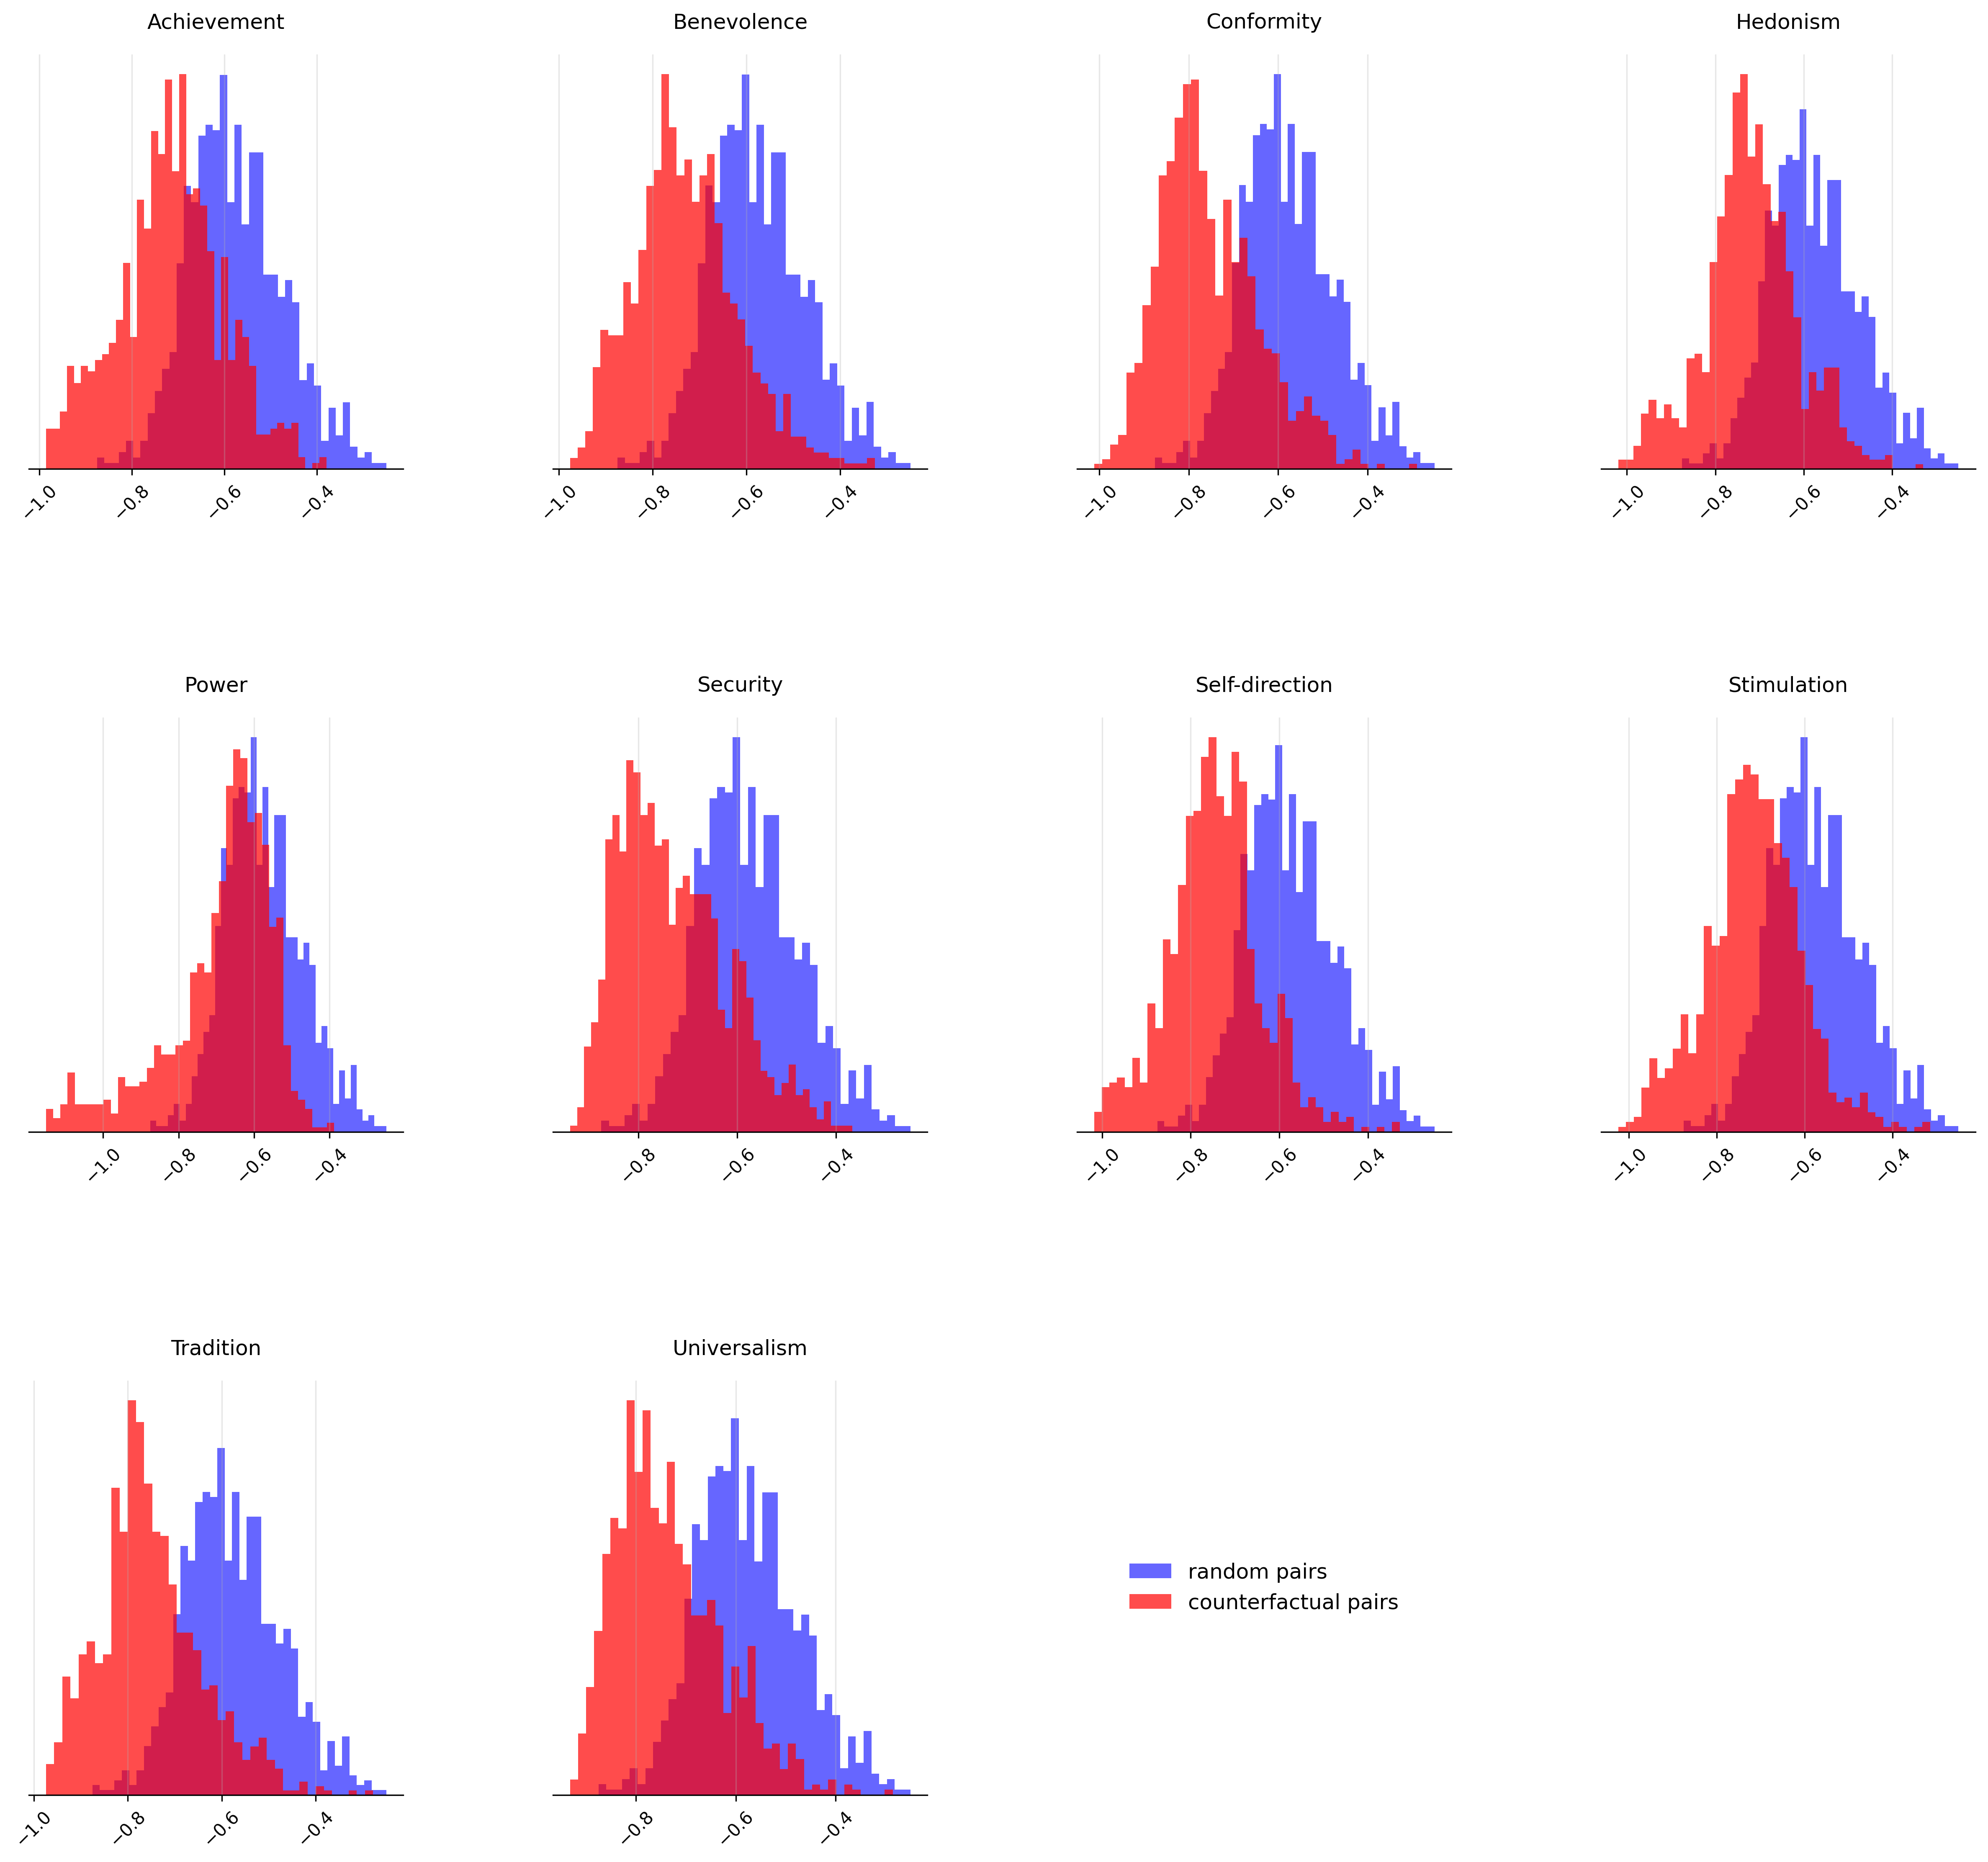 Achievement
Benevolence
Conformity
Hedonism
−1.0 −0.8 −0.6 −0.4
−1.0 −0.8 −0.6 −0.4
−1.0 −0.8 −0.6 −0.4
−1.0 −0.8 −0.6 −0.4
Power
Security
Self-direction
Stimulation
−1.0 −0.8 −0.6 −0.4
−0.8 −0.6 −0.4
−1.0 −0.8 −0.6 −0.4
−1.0 −0.8 −0.6 −0.4
Tradition
Universalism
random pairs
counterfactual pairs
−1.0 −0.8 −0.6 −0.4
−0.8 −0.6 −0.4